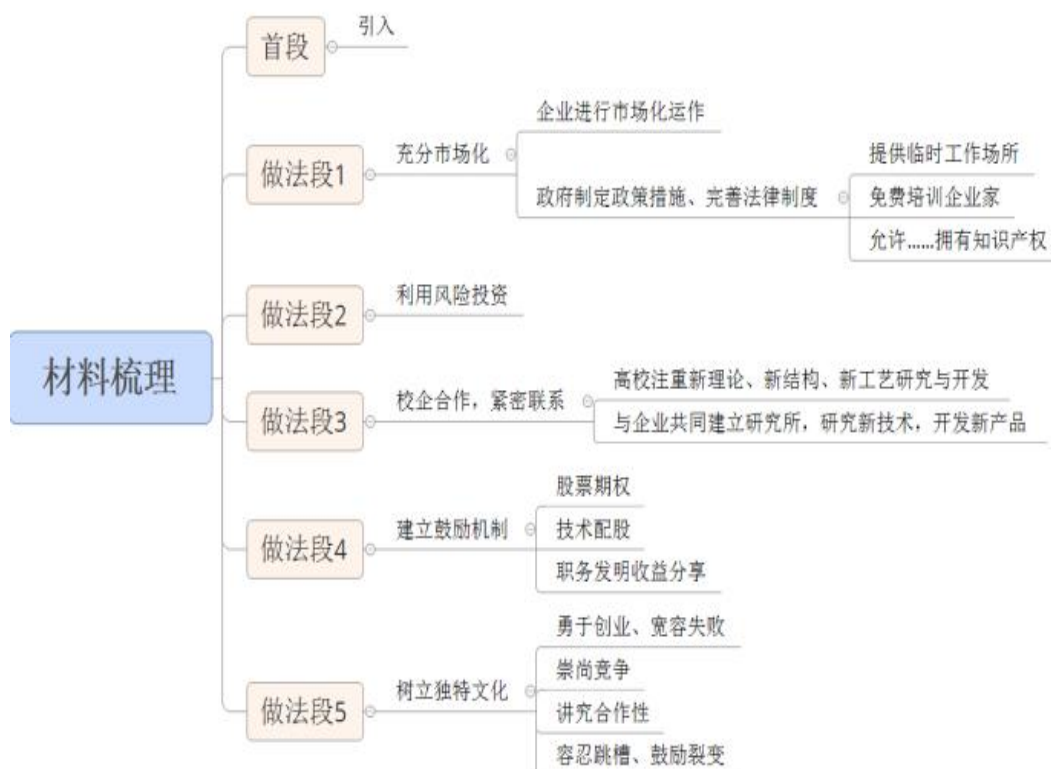 材料梳理
首段
引入
做法段1
充分市场化
企业进行市场化运作
政府制定政策措施、完善法律制度
提供临时工作场所
免费培训企业家
允许......拥有知识产权
做法段2
利用风险投资
做法段3
校企合作，紧密联系
高校注重新理论、新结构、新工艺研究与开发
与企业共同建立研究所，研究新技术，开发新产品
做法段4
建立鼓励机制
股票期权
技术配股
职务发明收益分享
做法段5
树立独特文化
勇于创业、宽容失败
崇尚竞争
讲究合作性
容忍跳槽、鼓励裂变